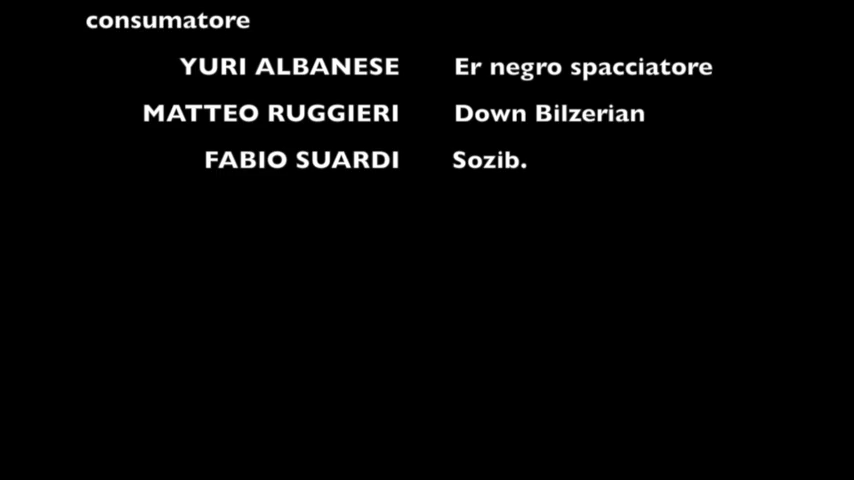 consumatore
YURI ALBANESE Er negro spacciatore
MATTEO RUGGIERI Down Bilzerian
FABIO SUARDI Sozib.